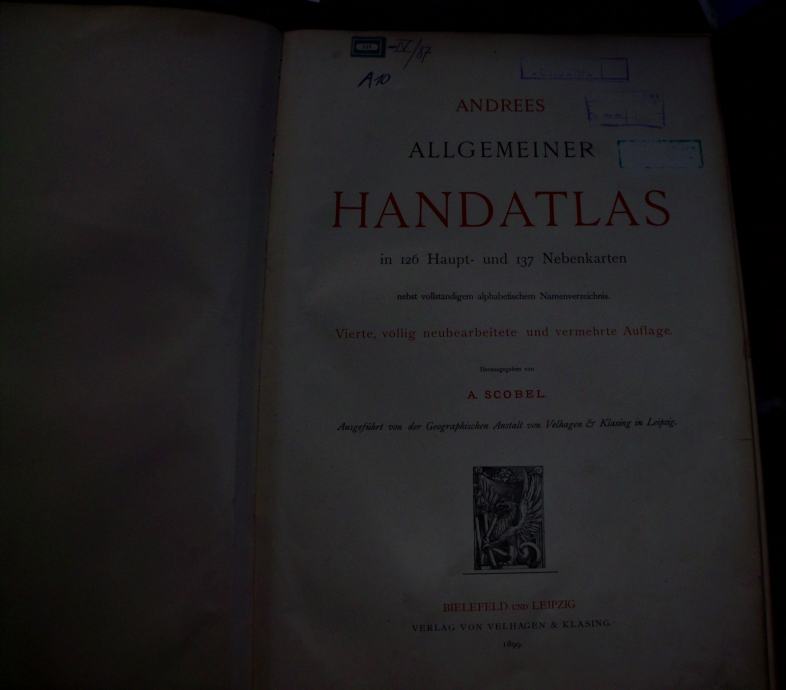 A10
ANDREES
ALLGEMEINER
HANDATLAS
in 126 Haupt- und 137 Nebenkarten
nebst vollständigem alphabetischem Namenverzeichnis.
Vierte, völlig neubearbeitete und vermehrte Auflage.
Herausgegeben von
A. SCOBEL.
Ausgeführt von der Geographischen Anstalt von Velhagen & Klasing in Leipzig.
BIELEFELD UND LEIPZIG
VERLAG VON VELHAGEN & KLASING
1899.